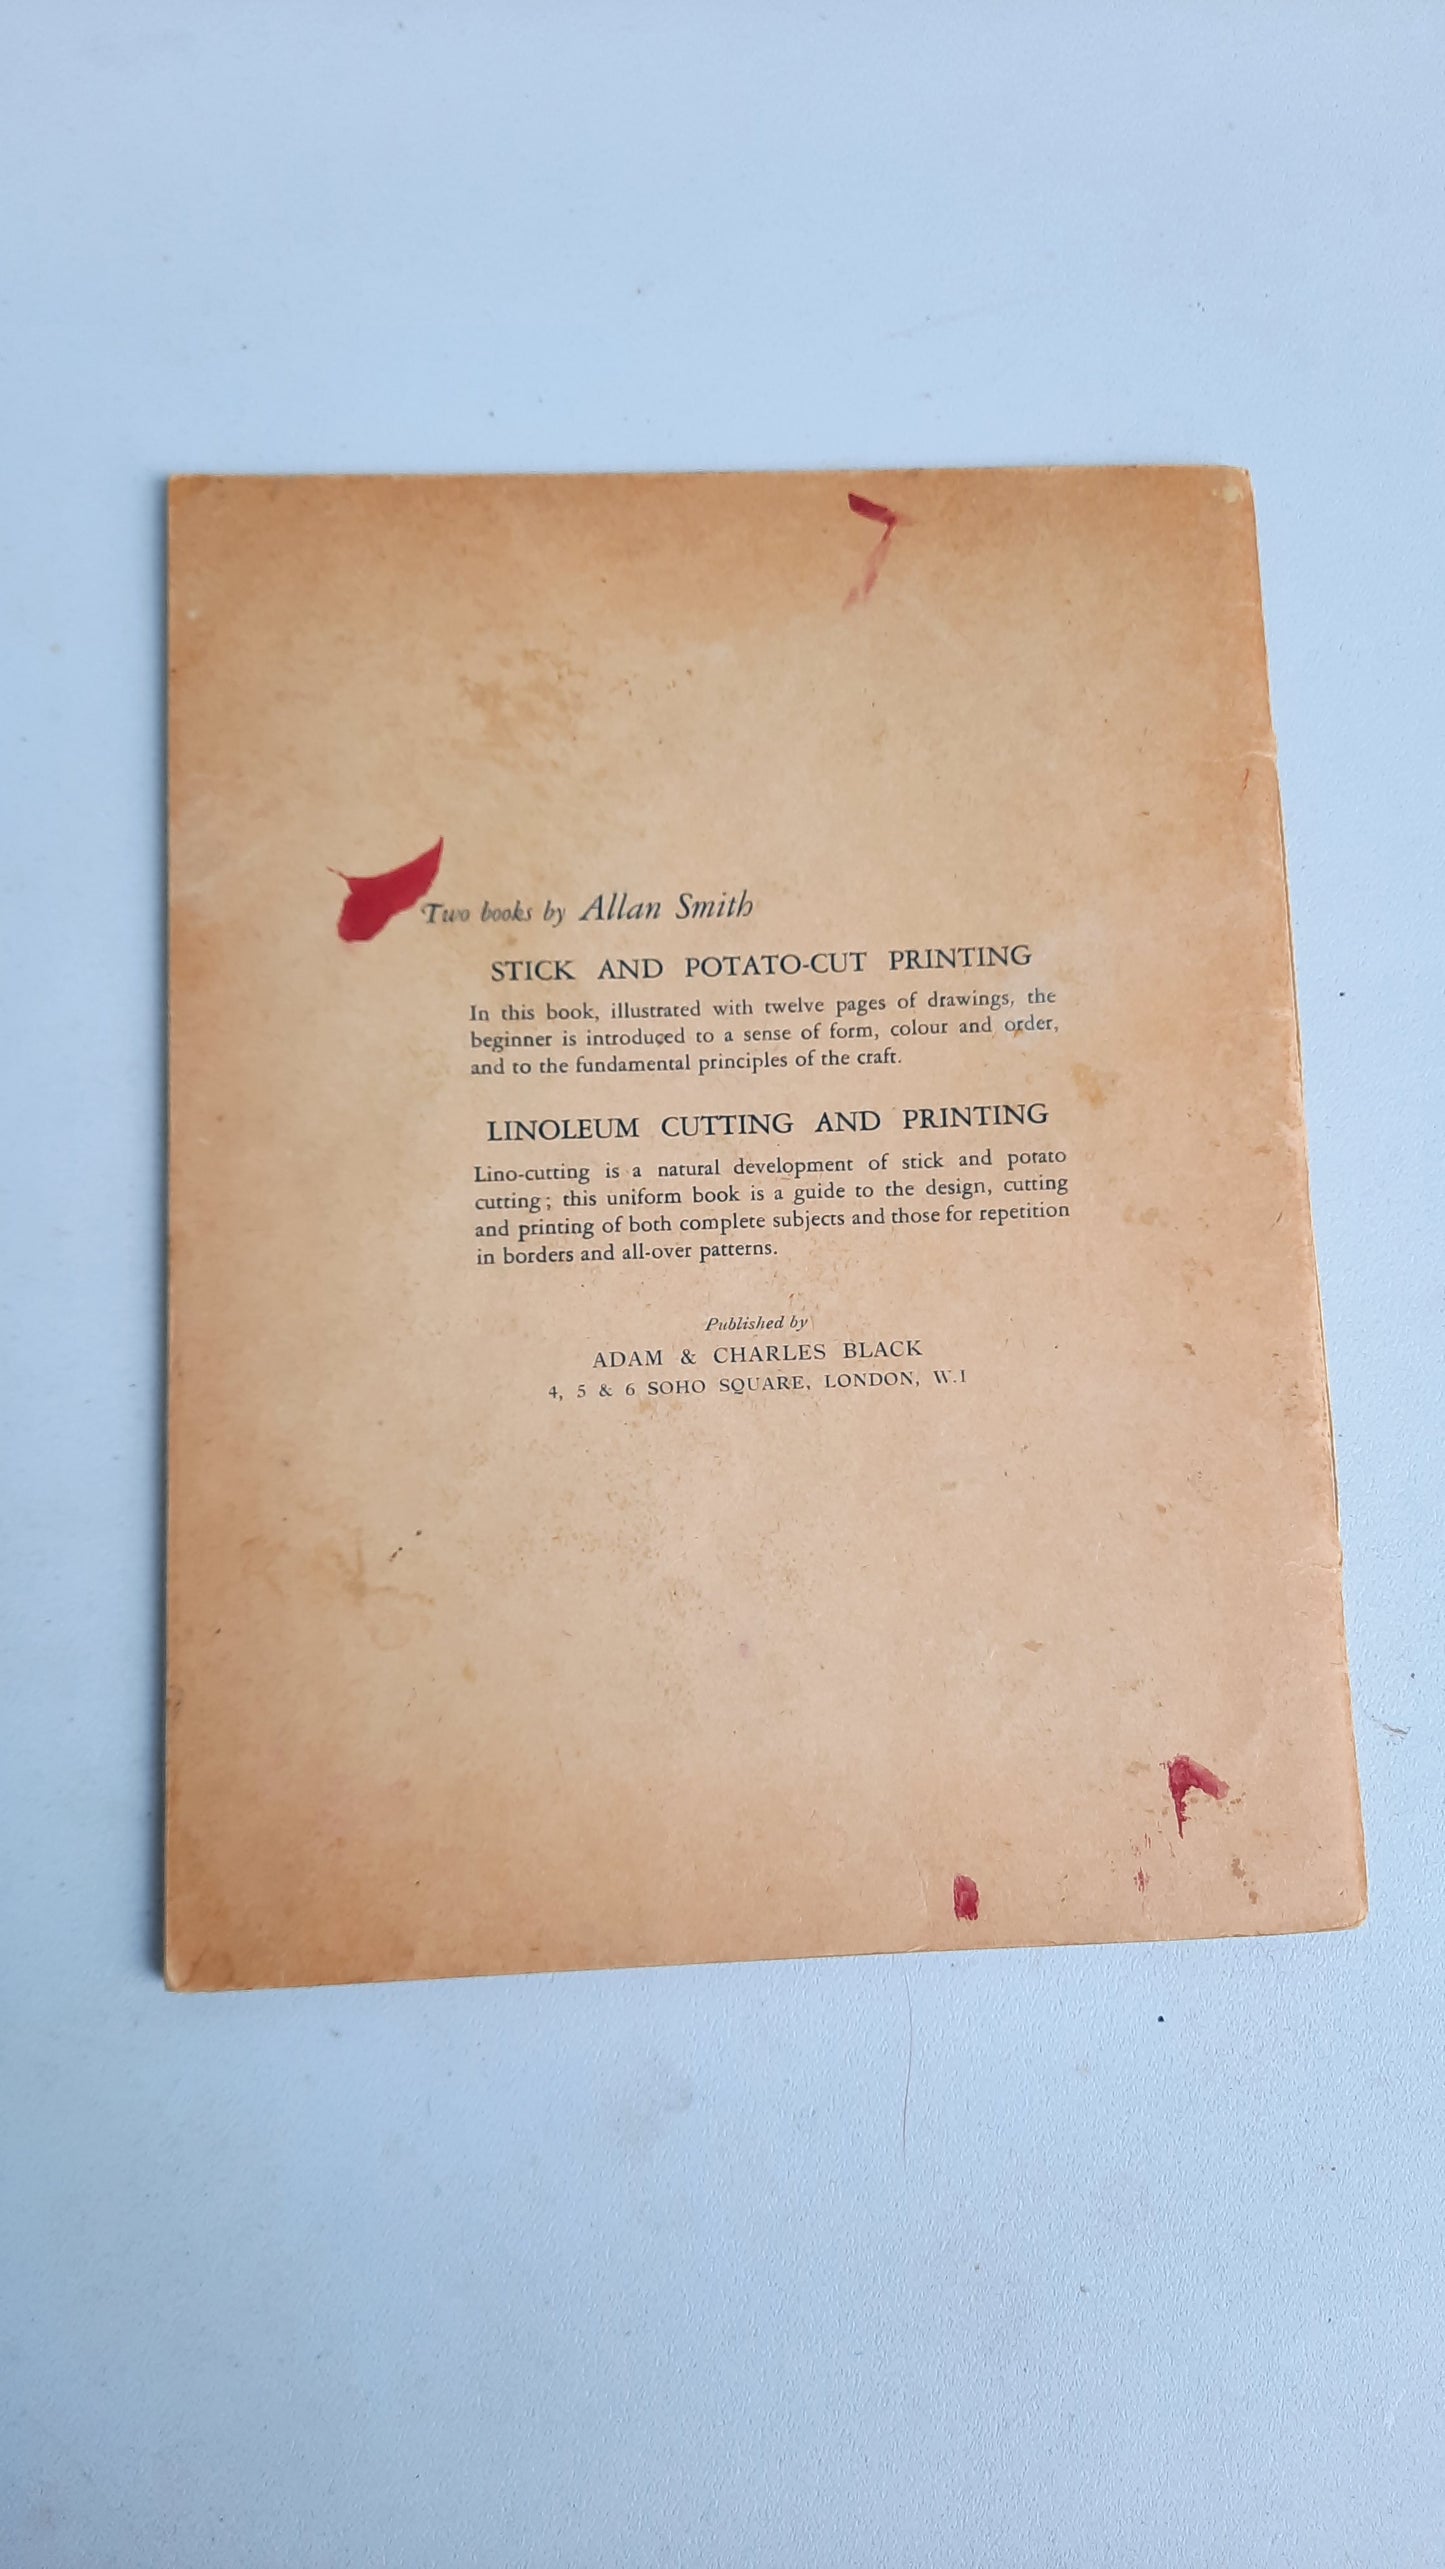 Two books by Allan Smith
STICK AND POTATO-CUT PRINTING
In this book, illustrated with twelve pages of drawings, the
beginner is introduced to a sense of form, colour and order,
and to the fundamental principles of the craft.
LINOLEUM CUTTING AND PRINTING
Lino-cutting is a natural development of stick and potato
cutting; this uniform book is a guide to the design, cutting
and printing of both complete subjects and those for repetition
in borders and all-over patterns.
Published by
ADAM & CHARLES BLACK
4, 5 & 6 SOHO SQUARE, LONDON, W.1